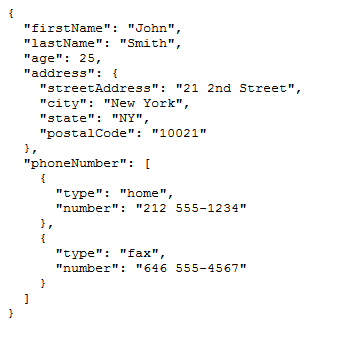 {
  "firstName": "John",
  "lastName": "Smith",
  "age": 25,
  "address": {
    "streetAddress": "21 2nd Street",
    "city": "New York",
    "state": "NY",
    "postalCode": "10021"
  },
  "phoneNumber": [
    {
      "type": "home",
      "number": "212 555-1234"
    },
    {
      "type": "fax",
      "number": "646 555-4567"
    }
  ]
}